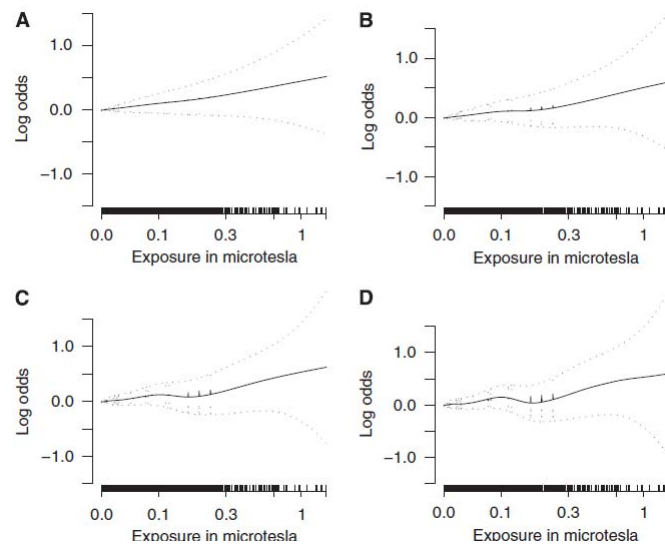 A
1.0
0.0
−1.0
Log odds
0.0 0.1 0.3 1
Exposure in microtesla
B
1.0
0.0
−1.0
Log odds
0.0 0.1 0.3 1
Exposure in microtesla
C
1.0
0.0
−1.0
Log odds
0.0 0.1 0.3 1
Exposure in microtesla
D
1.0
0.0
−1.0
Log odds
0.0 0.1 0.3 1
Exposure in microtesla